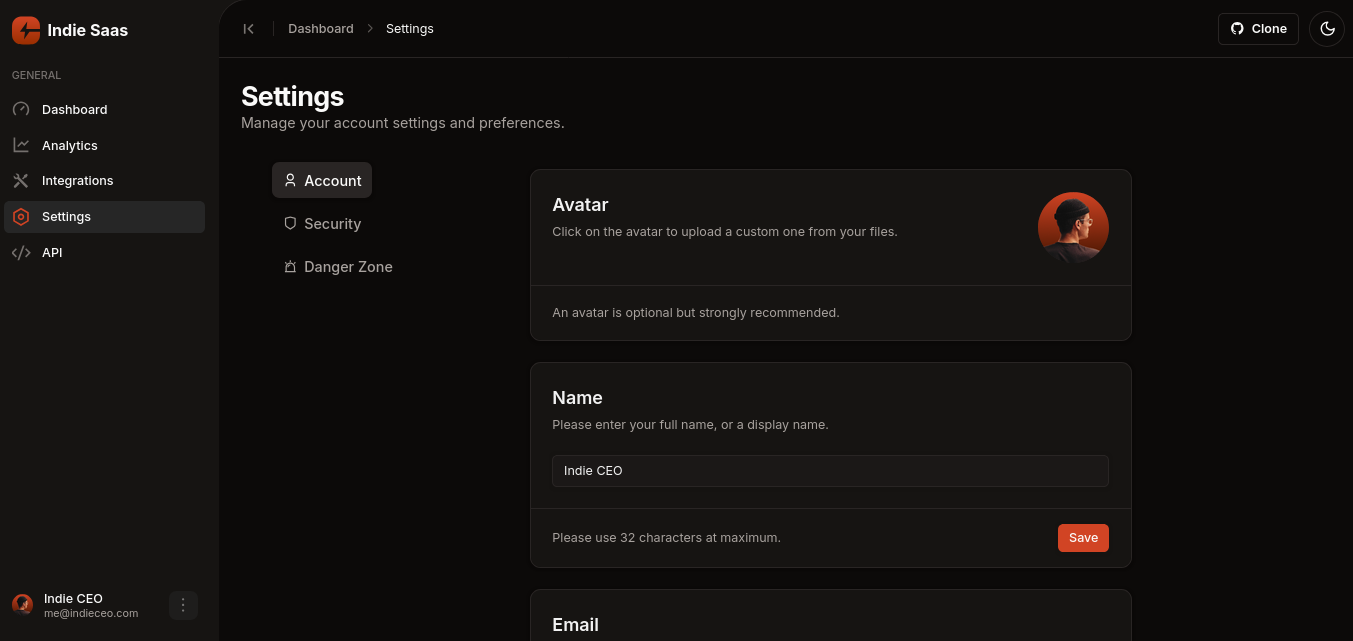 Indie Saas
GENERAL
Dashboard
Analytics
Integrations
Settings
API
Indie CEO
me@indieceo.com
Dashboard
Settings
Clone
Settings
Manage your account settings and preferences.
Account
Security
Danger Zone
Avatar
Click on the avatar to upload a custom one from your files.
An avatar is optional but strongly recommended.
Name
Please enter your full name, or a display name.
Indie CEO
Please use 32 characters at maximum.
Save
Email